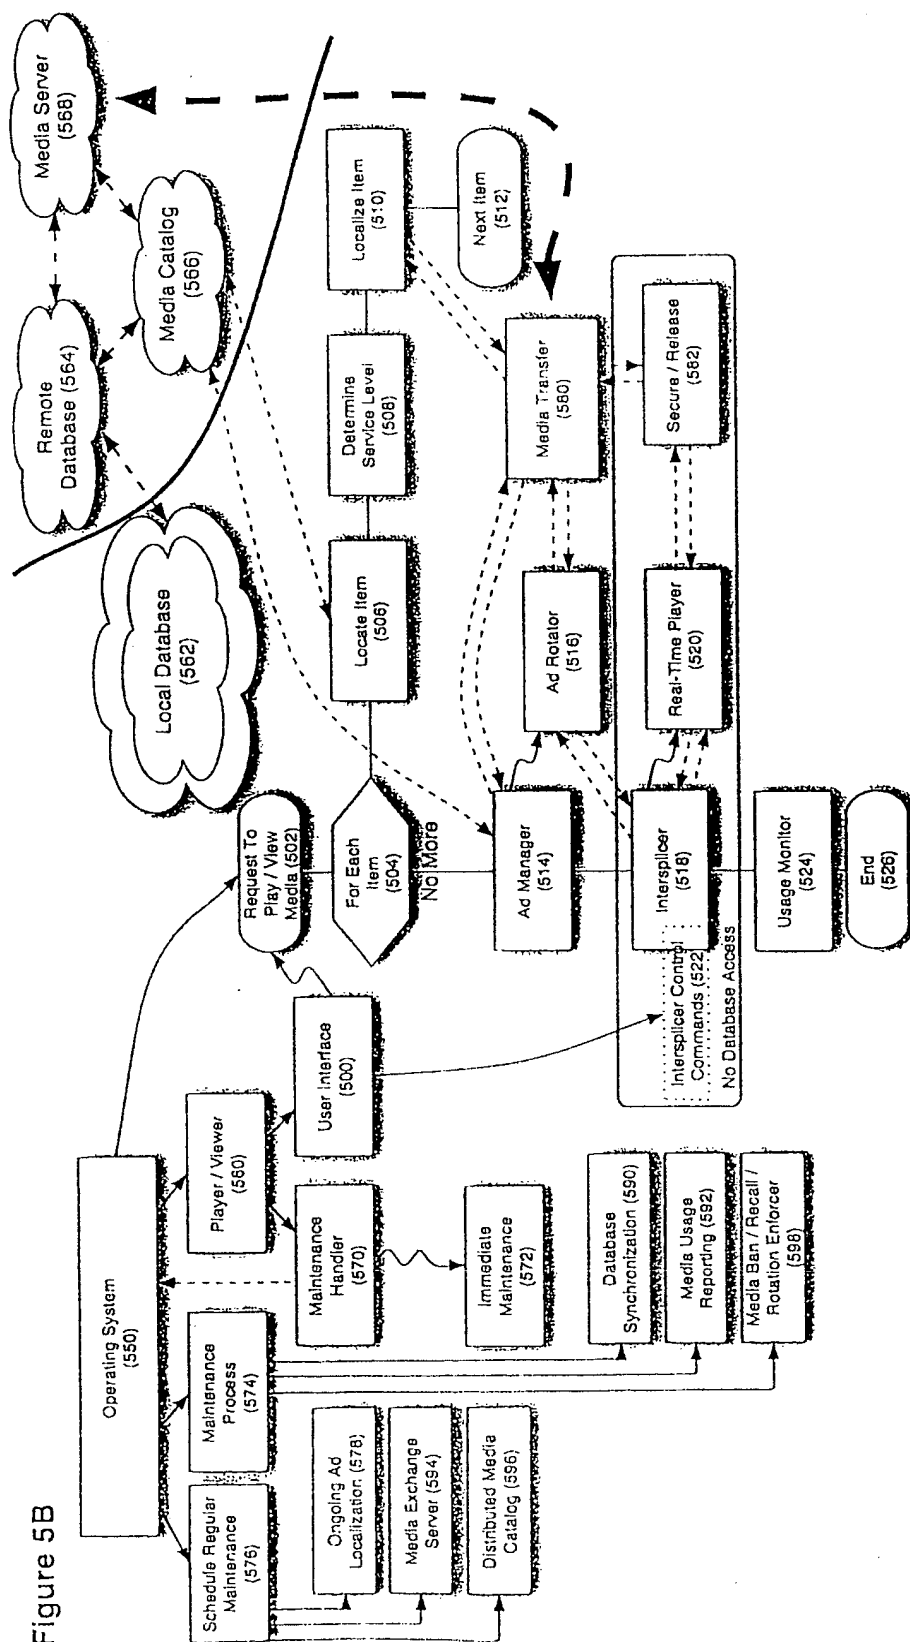 Figure 5B
Operating System
(550)
Schedule Regular
Maintenance
(576)
Maintenance
Process
(574)
Player / Viewer
(560)
Ongoing Ad
Localization (578)
Media Exchange
Server (594)
Distributed Media
Catalog (596)
Maintenance
Handler
(570)
User Interface
(500)
Immediate
Maintenance
(572)
Database
Synchronization (590)
Media Usage
Reporting (592)
Media Ban / Recall /
Rotation Enforcer
(598)
Request To
Play / View
Media (502)
For Each
Item
(504)
No More
Locate Item
(506)
Determine
Service Level
(508)
Localize Item
(510)
Next Item
(512)
Ad Manager
(514)
Ad Rotator
(516)
Media Transfer
(580)
Intersplicer
(518)
Intersplicer Control
Commands (522)
No Database Access
Real-Time Player
(520)
Secure / Release
(582)
Usage Monitor
(524)
End
(526)
Local Database
(562)
Remote
Database (564)
Media Catalog
(566)
Media Server
(568)